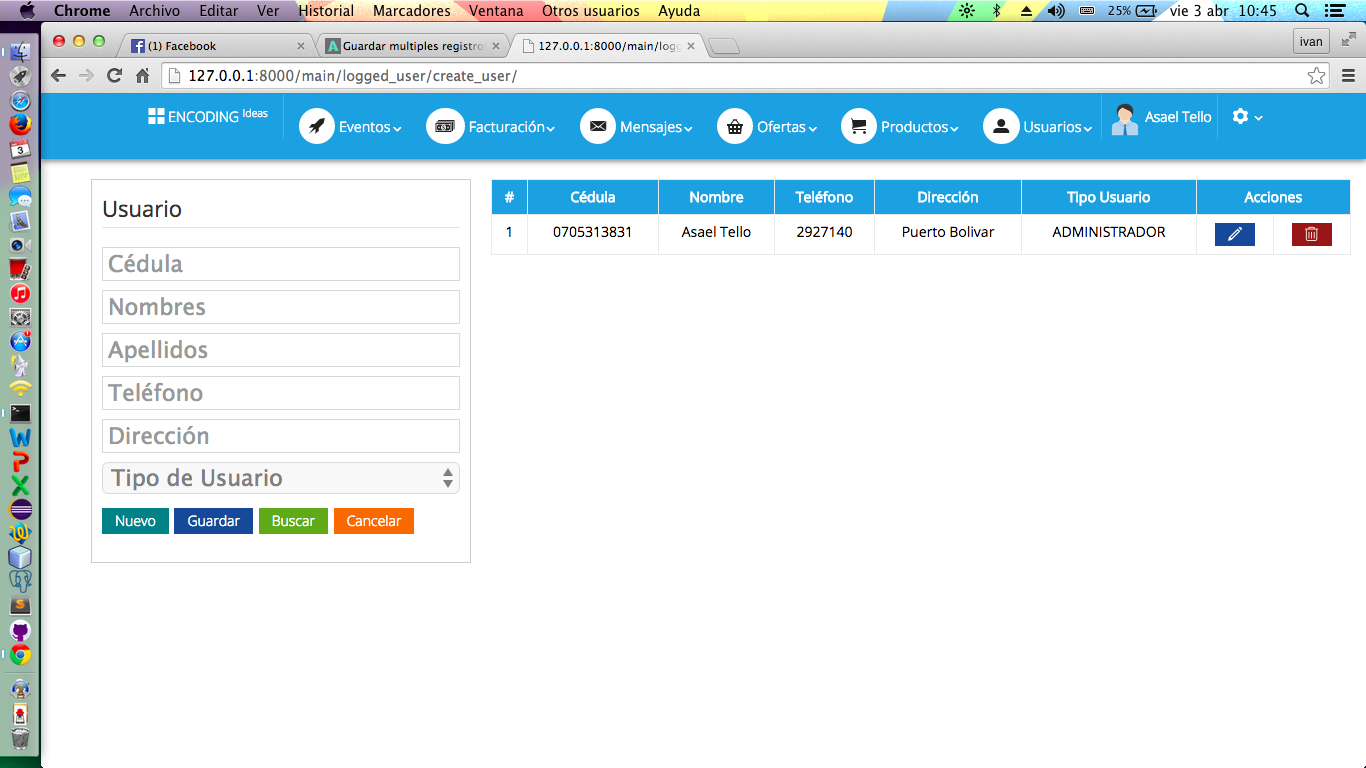 Chrome Archivo Editar Ver Historial Marcadores Ventana Otros usuarios Ayuda 25% vie 3 abr 10:45
(1) Facebook Guardar multiples registro 127.0.0.1:8000/main/logg ivan
127.0.0.1:8000/main/logged_user/create_user/
ENCODING Ideas Eventos Facturación Mensajes Ofertas Productos Usuarios Asael Tello
Usuario
Cédula
Nombres
Apellidos
Teléfono
Dirección
Tipo de Usuario
Nuevo Guardar Buscar Cancelar
# Cédula Nombre Teléfono Dirección Tipo Usuario Acciones
1 0705313831 Asael Tello 2927140 Puerto Bolivar ADMINISTRADOR